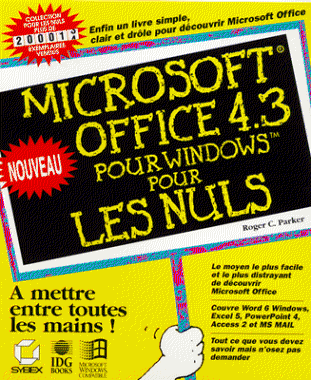 COLLECTION
POUR LES NULS
PLUS DE
EXEMPLAIRES
VENDUS
Enfin un livre simple,
clair et drôle pour découvrir Microsoft Office
MICROSOFT®
OFFICE 4.3
POUR WINDOWS™
POUR
LES NULS
NOUVEAU
Roger C. Parker
Le moyen le plus facile
et le plus distrayant
de découvrir
Microsoft Office
Couvre Word 6 Windows,
Excel 5, PowerPoint 4,
Access 2 et MS MAIL
Tout ce que vous devez
savoir mais n'osez pas
demander
A mettre
entre toutes
les mains !
SYBEX
IDG
BOOKS
MICROSOFT
WINDOWS
COMPATIBLE